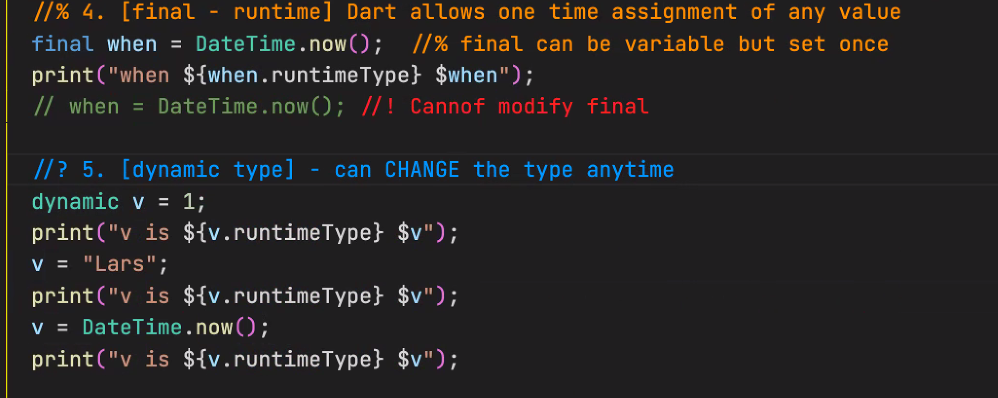 //% 4. [final - runtime] Dart allows one time assignment of any value
final when = DateTime.now();  //% final can be variable but set once
print("when ${when.runtimeType} $when");
// when = DateTime.now(); //! Cannof modify final
//? 5. [dynamic type] - can CHANGE the type anytime
dynamic v = 1;
print("v is ${v.runtimeType} $v");
v = "Lars";
print("v is ${v.runtimeType} $v");
v = DateTime.now();
print("v is ${v.runtimeType} $v");